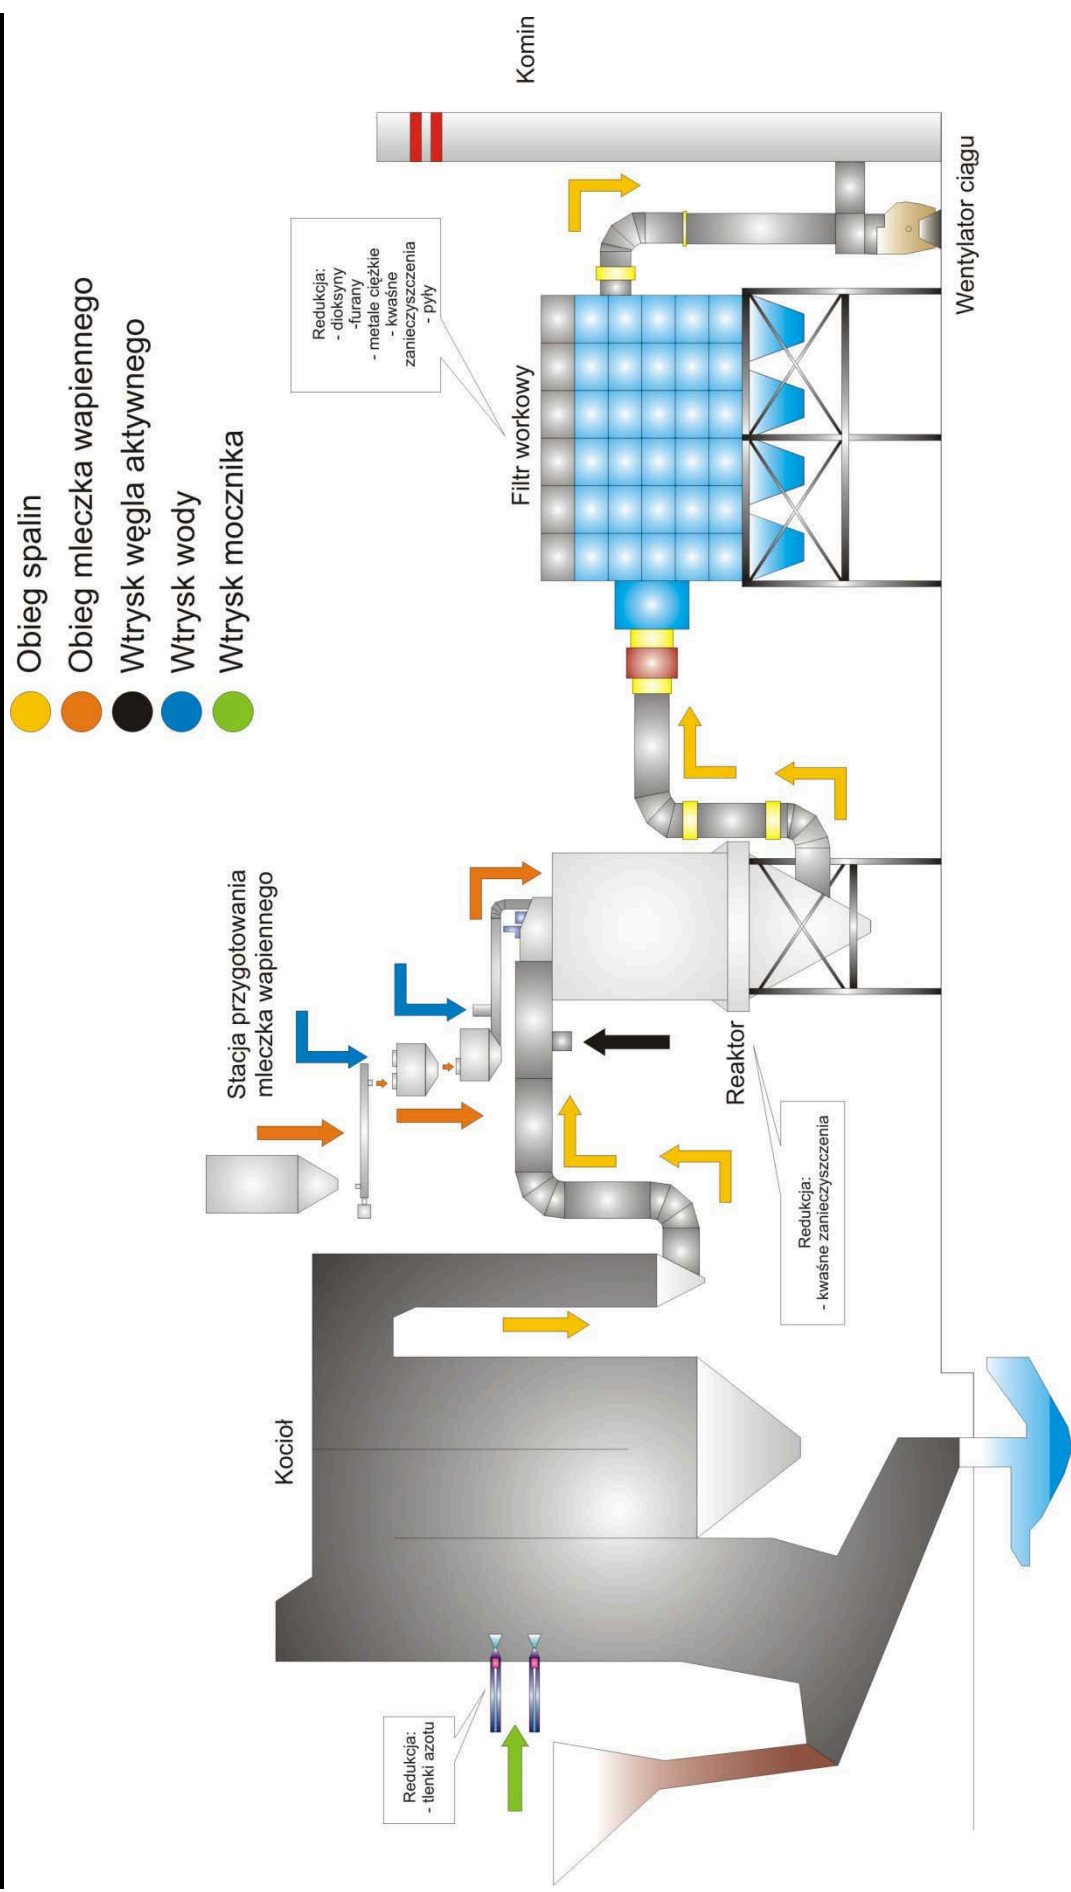 Obieg spalin
Obieg mleczka wapiennego
Wtrysk węgla aktywnego
Wtrysk wody
Wtrysk mocznika
Redukcja:
- tlenki azotu
Kocioł
Stacja przygotowania
mleczka wapiennego
Reaktor
Redukcja:
- kwaśne zanieczyszczenia
Filtr workowy
Redukcja:
- dioksyny
-furany
- metale ciężkie
- kwaśne
zanieczyszczenia
- pyły
Wentylator ciągu
Komin